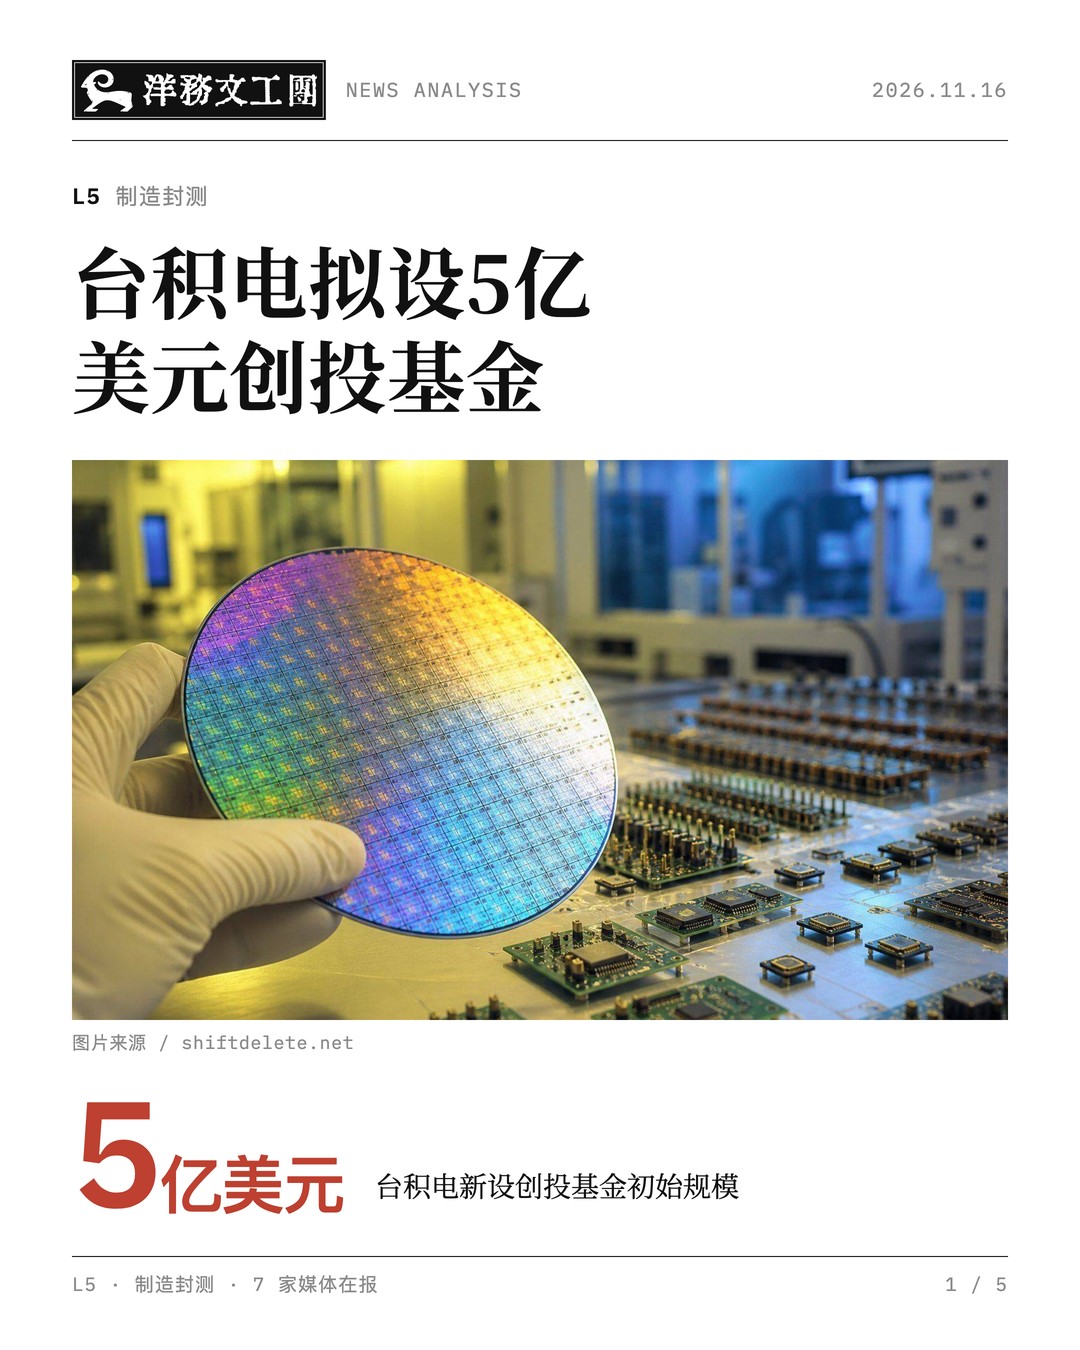 洋務文工團
NEWS ANALYSIS
2026.11.16
L5 制造封测
台积电拟设5亿
美元创投基金
图片来源 / shiftdelete.net
5亿美元 台积电新设创投基金初始规模
L5 · 制造封测 · 7 家媒体在报
1 / 5